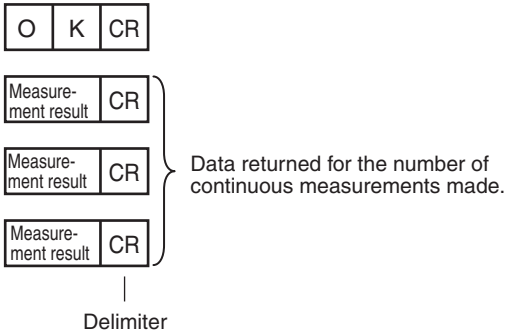 O K CR
Measure-
ment result CR
Measure-
ment result CR
Measure-
ment result CR
Data returned for the number of
continuous measurements made.
Delimiter